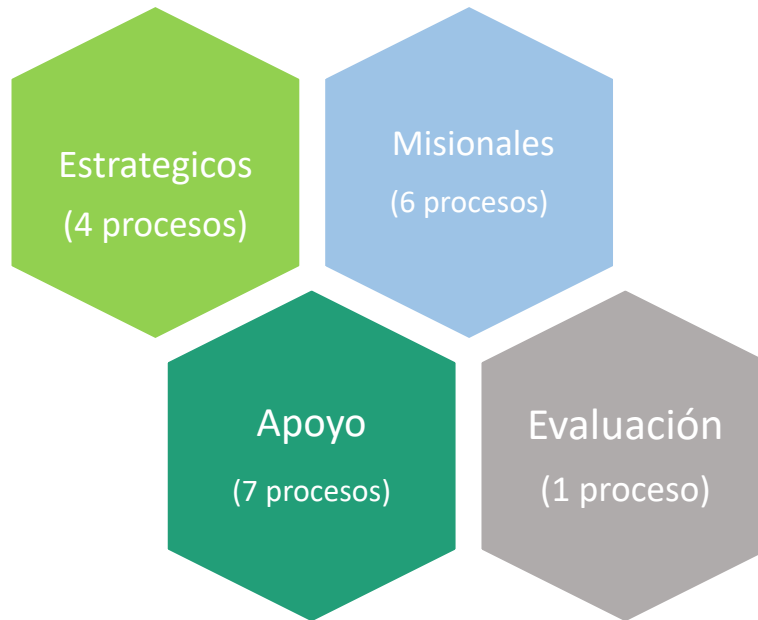 Estrategicos
(4 procesos)
Misionales
(6 procesos)
Apoyo
(7 procesos)
Evaluación
(1 proceso)